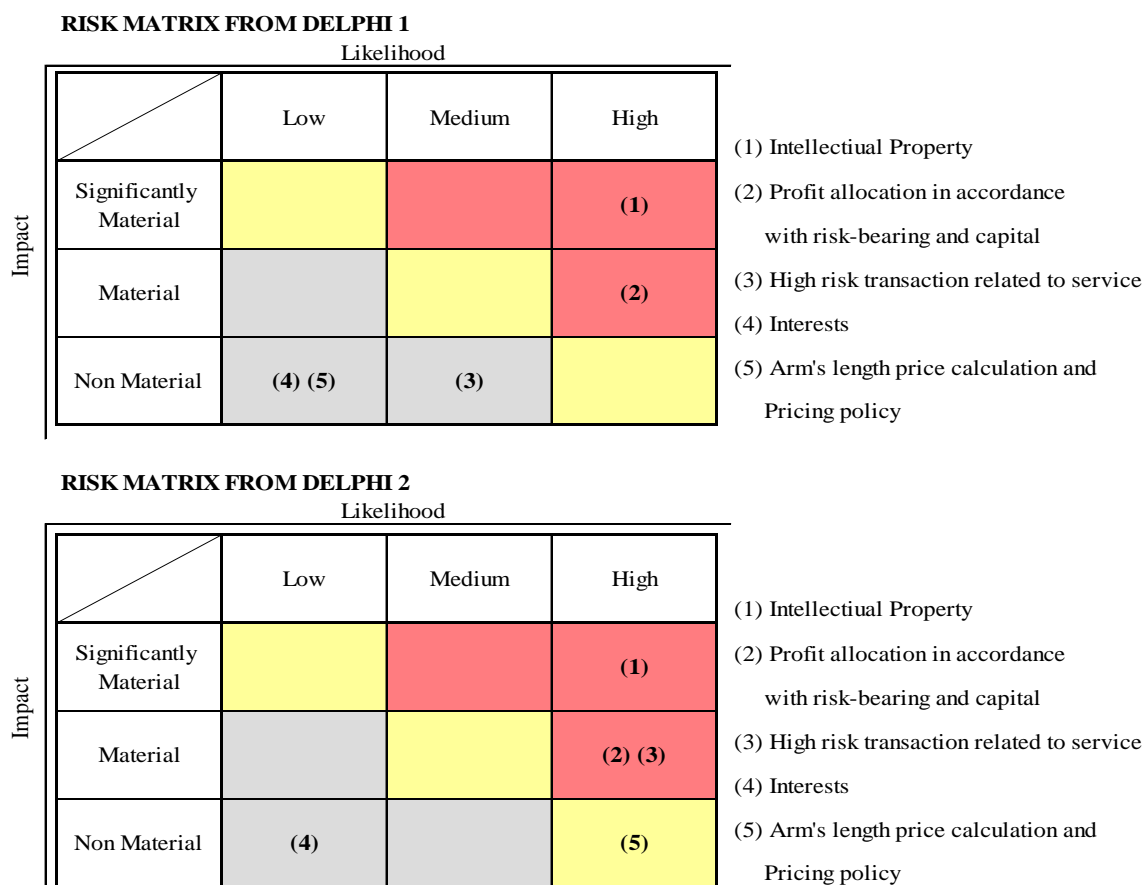 RISK MATRIX FROM DELPHI 1
Likelihood
Low Medium High
Impact
Significantly
Material
(1)
Material
(2)
Non Material
(4) (5)
(3)
(1) Intellectiual Property
(2) Profit allocation in accordance
with risk-bearing and capital
(3) High risk transaction related to service
(4) Interests
(5) Arm's length price calculation and
Pricing policy
RISK MATRIX FROM DELPHI 2
Likelihood
Low Medium High
Impact
Significantly
Material
(1)
Material
(2) (3)
Non Material
(4)
(5)
(1) Intellectiual Property
(2) Profit allocation in accordance
with risk-bearing and capital
(3) High risk transaction related to service
(4) Interests
(5) Arm's length price calculation and
Pricing policy